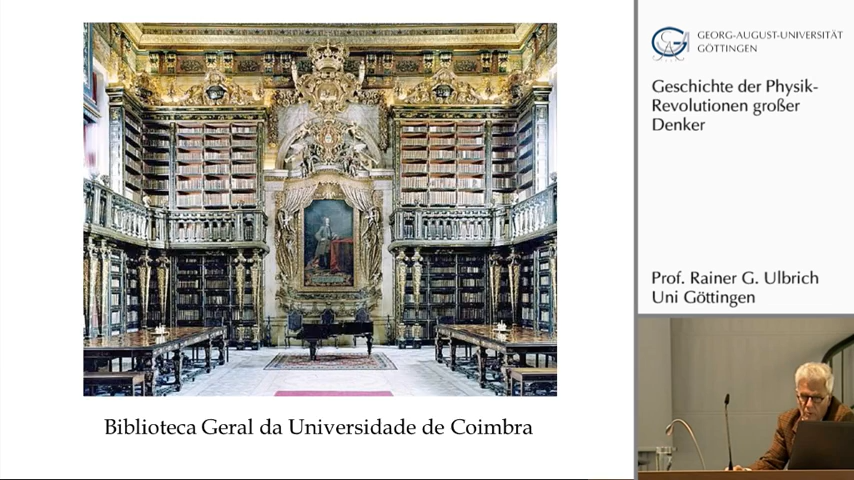 Biblioteca Geral da Universidade de Coimbra
GEORG-AUGUST-UNIVERSITÄT
GÖTTINGEN
Geschichte der Physik-
Revolutionen großer
Denker
Prof. Rainer G. Ulbrich
Uni Göttingen